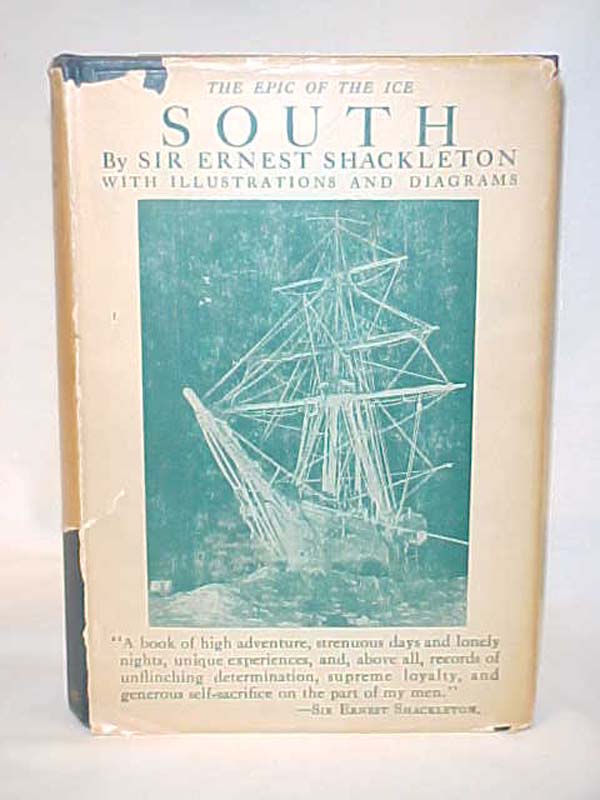 THE EPIC OF THE ICE
SOUTH
By SIR ERNEST SHACKLETON
WITH ILLUSTRATIONS AND DIAGRAMS
"A book of high adventure, strenuous days and lonely
nights, unique experiences, and, above all, records of
unflinching determination, supreme loyalty, and
generous self-sacrifice on the part of my men."
—SIR ERNEST SHACKLETON.